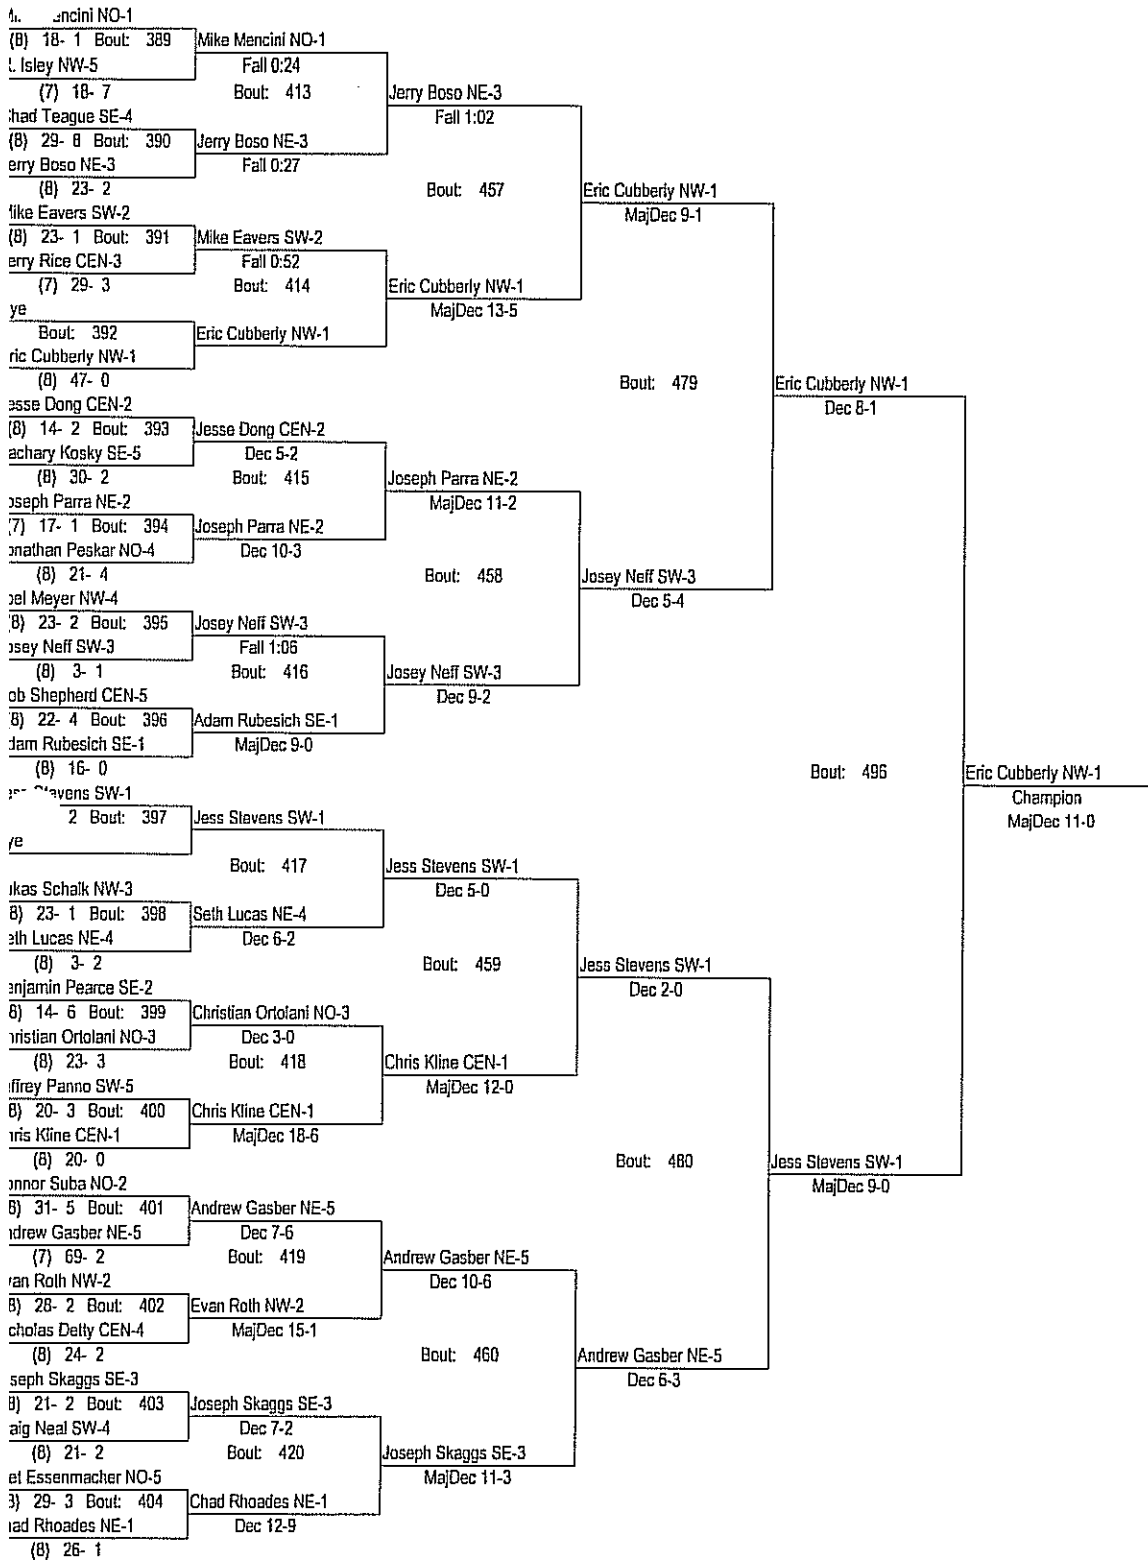 encini NO-1
(8) 18- 1 Bout: 389
. Isley NW-5
(7) 18- 7
had Teague SE-4
(8) 29- 8 Bout: 390
erry Boso NE-3
(8) 23- 2
like Eavers SW-2
(8) 23- 1 Bout: 391
erry Rice CEN-3
(7) 29- 3
ye
Bout: 392
ric Cubberly NW-1
(8) 47- 0
esse Dong CEN-2
(8) 14- 2 Bout: 393
achary Kosky SE-5
(8) 30- 2
oseph Parra NE-2
(7) 17- 1 Bout: 394
onathan Peskar NO-4
(8) 21- 4
oel Meyer NW-4
(8) 23- 2 Bout: 395
osey Neff SW-3
(8) 3- 1
ob Shepherd CEN-5
(8) 22- 4 Bout: 396
dam Rubesich SE-1
(8) 16- 0
Stevens SW-1
2 Bout: 397
ye
ukas Schalk NW-3
8) 23- 1 Bout: 398
eth Lucas NE-4
(8) 3- 2
enjamin Pearce SE-2
8) 14- 6 Bout: 399
hristian Ortolani NO-3
(8) 23- 3
ffrey Panno SW-5
8) 20- 3 Bout: 400
hris Kline CEN-1
(8) 20- 0
onnor Suba NO-2
8) 31- 5 Bout: 401
ndrew Gasber NE-5
(7) 69- 2
van Roth NW-2
8) 28- 2 Bout: 402
icholas Detty CEN-4
(8) 24- 2
seph Skaggs SE-3
8) 21- 2 Bout: 403
raig Neal SW-4
(8) 21- 2
et Essenmacher NO-5
8) 29- 3 Bout: 404
had Rhoades NE-1
(8) 26- 1
Mike Mencini NO-1
Fall 0:24
Bout: 413
Jerry Boso NE-3
Fall 0:27
Mike Eavers SW-2
Fall 0:52
Bout: 414
Eric Cubberly NW-1
Jesse Dong CEN-2
Dec 5-2
Bout: 415
Joseph Parra NE-2
Dec 10-3
Josey Neff SW-3
Fall 1:06
Bout: 416
Adam Rubesich SE-1
MajDec 9-0
Jess Stevens SW-1
Bout: 417
Seth Lucas NE-4
Dec 6-2
Christian Ortolani NO-3
Dec 3-0
Bout: 418
Chris Kline CEN-1
MajDec 18-6
Andrew Gasber NE-5
Dec 7-6
Bout: 419
Evan Roth NW-2
MajDec 15-1
Joseph Skaggs SE-3
Dec 7-2
Bout: 420
Chad Rhoades NE-1
Dec 12-9
Jerry Boso NE-3
Fall 1:02
Bout: 457
Eric Cubberly NW-1
MajDec 13-5
Joseph Parra NE-2
MajDec 11-2
Bout: 458
Josey Neff SW-3
Dec 9-2
Jess Stevens SW-1
Dec 5-0
Bout: 459
Chris Kline CEN-1
MajDec 12-0
Andrew Gasber NE-5
Dec 10-6
Bout: 460
Joseph Skaggs SE-3
MajDec 11-3
Eric Cubberly NW-1
MajDec 9-1
Bout: 479
Josey Neff SW-3
Dec 5-4
Jess Stevens SW-1
Dec 2-0
Bout: 480
Andrew Gasber NE-5
Dec 6-3
Eric Cubberly NW-1
Dec 8-1
Bout: 496
Jess Stevens SW-1
MajDec 9-0
Eric Cubberly NW-1
Champion
MajDec 11-0